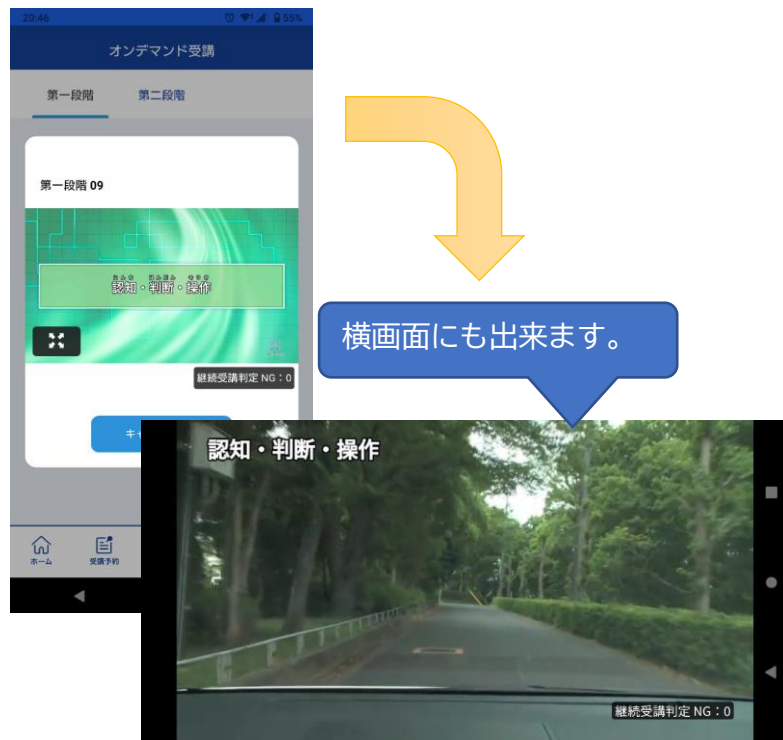 20:46
55%
オンデマンド受講
第一段階 第二段階
第一段階 09
認知・判断・操作
継続受講判定 NG:0
キャ
ホーム 受講予約
横画面にも出来ます。
認知・判断・操作
継続受講判定 NG:0